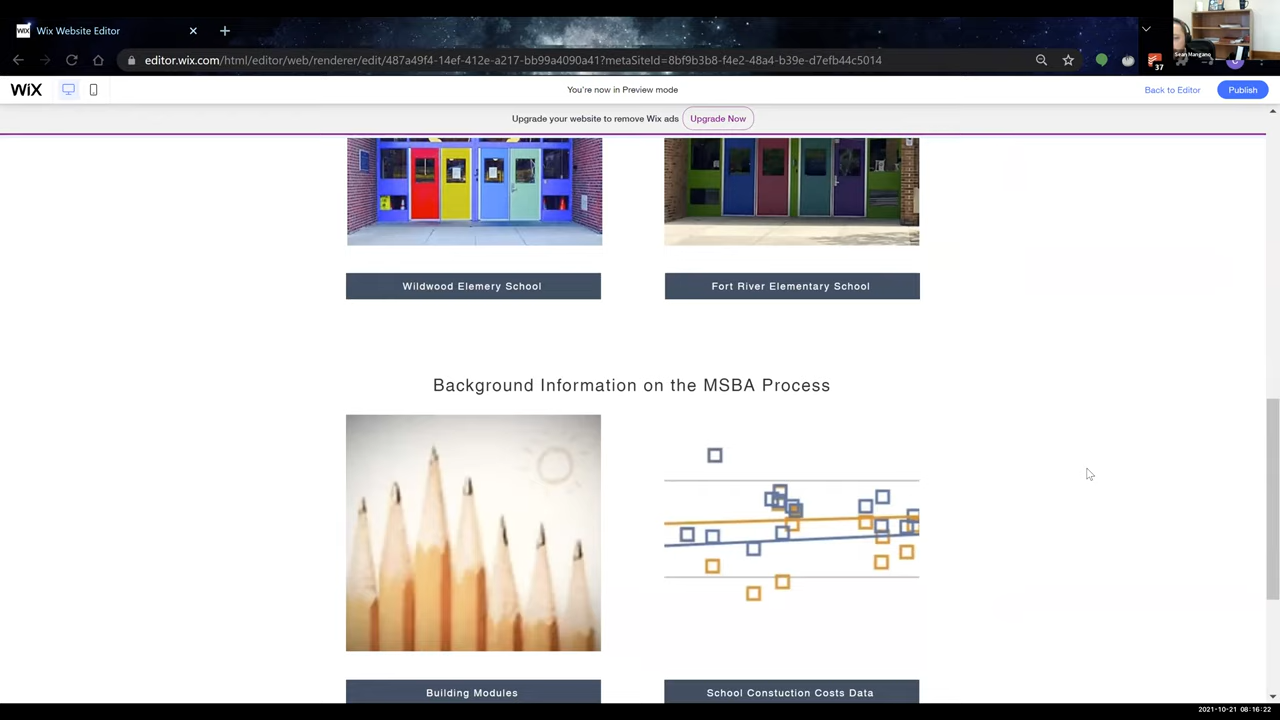 Wix Website Editor
Sean Mangano
editor.wix.com/html/editor/web/renderer/edit/487a49f4-14ef-412e-a217-bb99a4090a41?metaSiteId=8bf9b3b8-f4e2-48a4-b39e-d7efb44c5014
37
WiX
You're now in Preview mode
Back to Editor
Publish
Upgrade your website to remove Wix ads
Upgrade Now
Wildwood Elemery School
Fort River Elementary School
Background Information on the MSBA Process
Building Modules
School Constuction Costs Data
2021-10-21 08:16:22